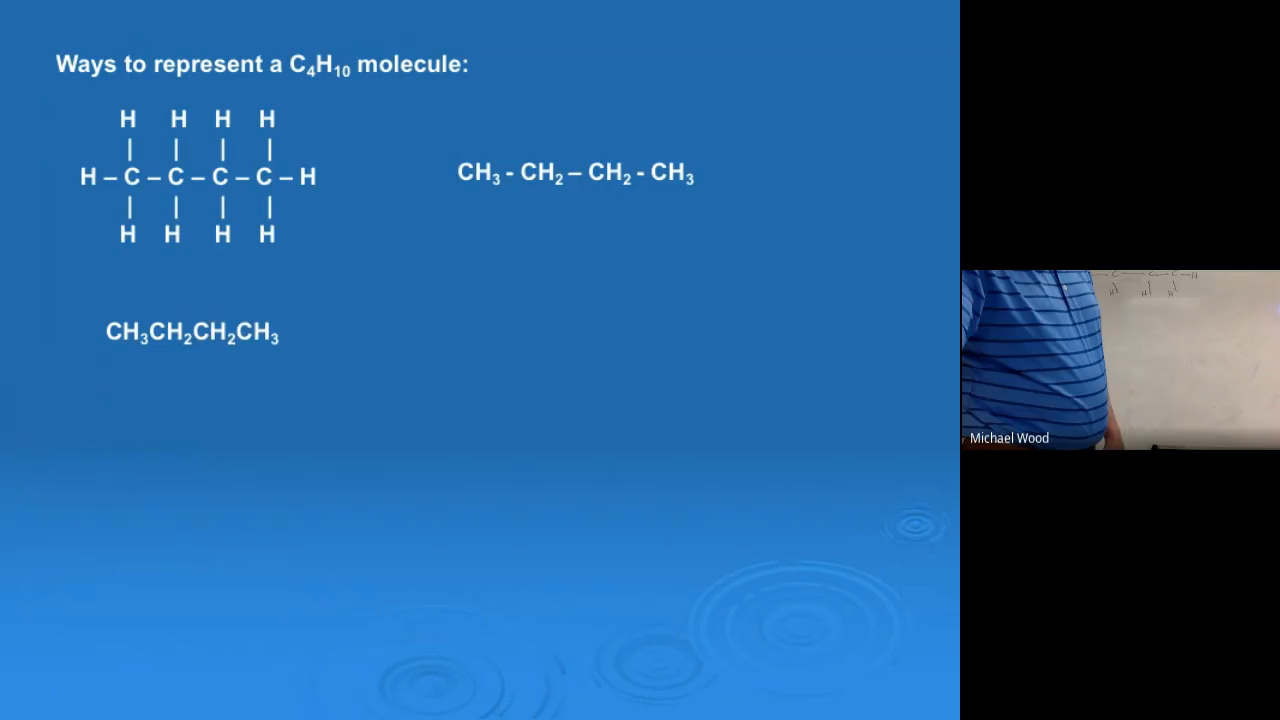 Ways to represent a C₄H₁₀ molecule:
H H H H
| | | |
H – C – C – C – C – H
| | | |
H H H H
CH₃ - CH₂ – CH₂ - CH₃
CH₃CH₂CH₂CH₃
C — C — C — H
H H H
Michael Wood